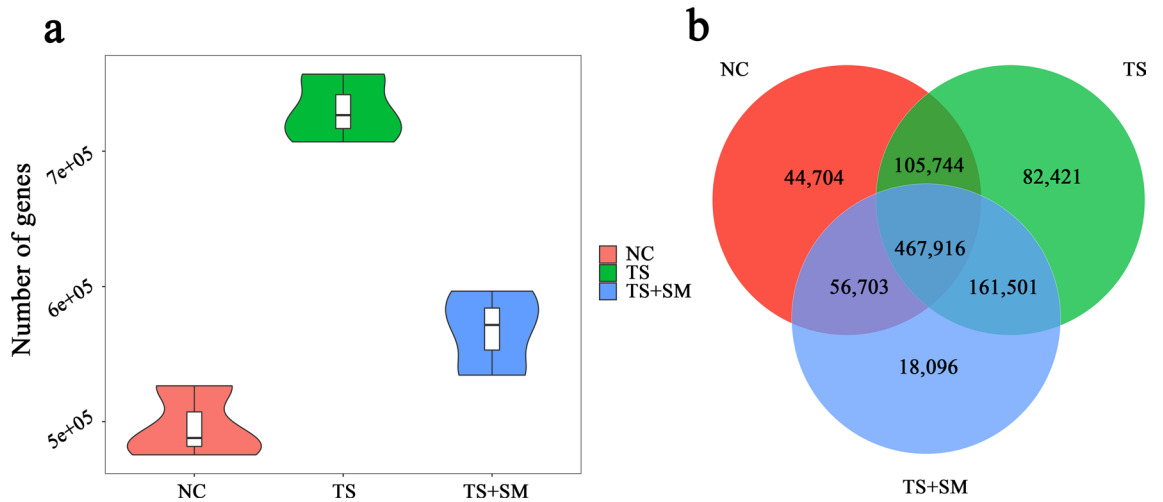 a
Number of genes
7e+05
6e+05
5e+05
NC
TS
TS+SM
NC
TS
TS+SM
b
NC
TS
44,704
105,744
82,421
467,916
56,703
161,501
18,096
TS+SM